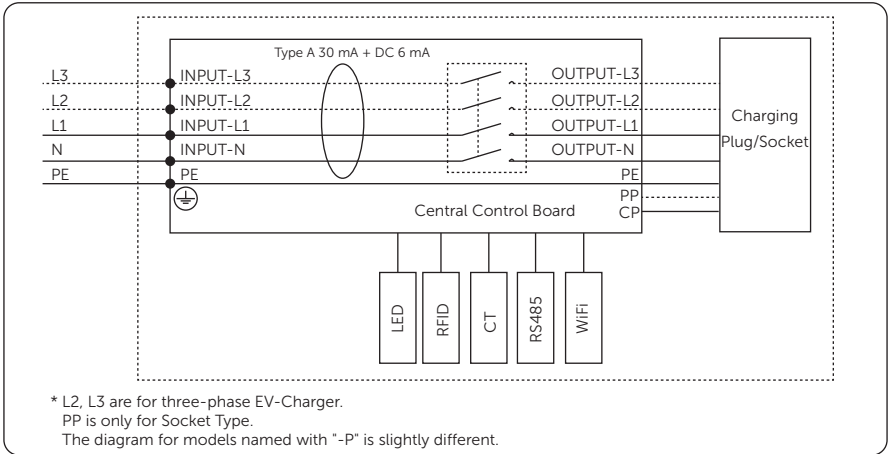 Type A 30 mA + DC 6 mA
L3 INPUT-L3 OUTPUT-L3
L2 INPUT-L2 OUTPUT-L2
L1 INPUT-L1 OUTPUT-L1
N INPUT-N OUTPUT-N
PE PE PE
PP
CP
Charging
Plug/Socket
Central Control Board
LED
RFID
CT
RS485
WiFi
* L2, L3 are for three-phase EV-Charger.
PP is only for Socket Type.
The diagram for models named with "-P" is slightly different.